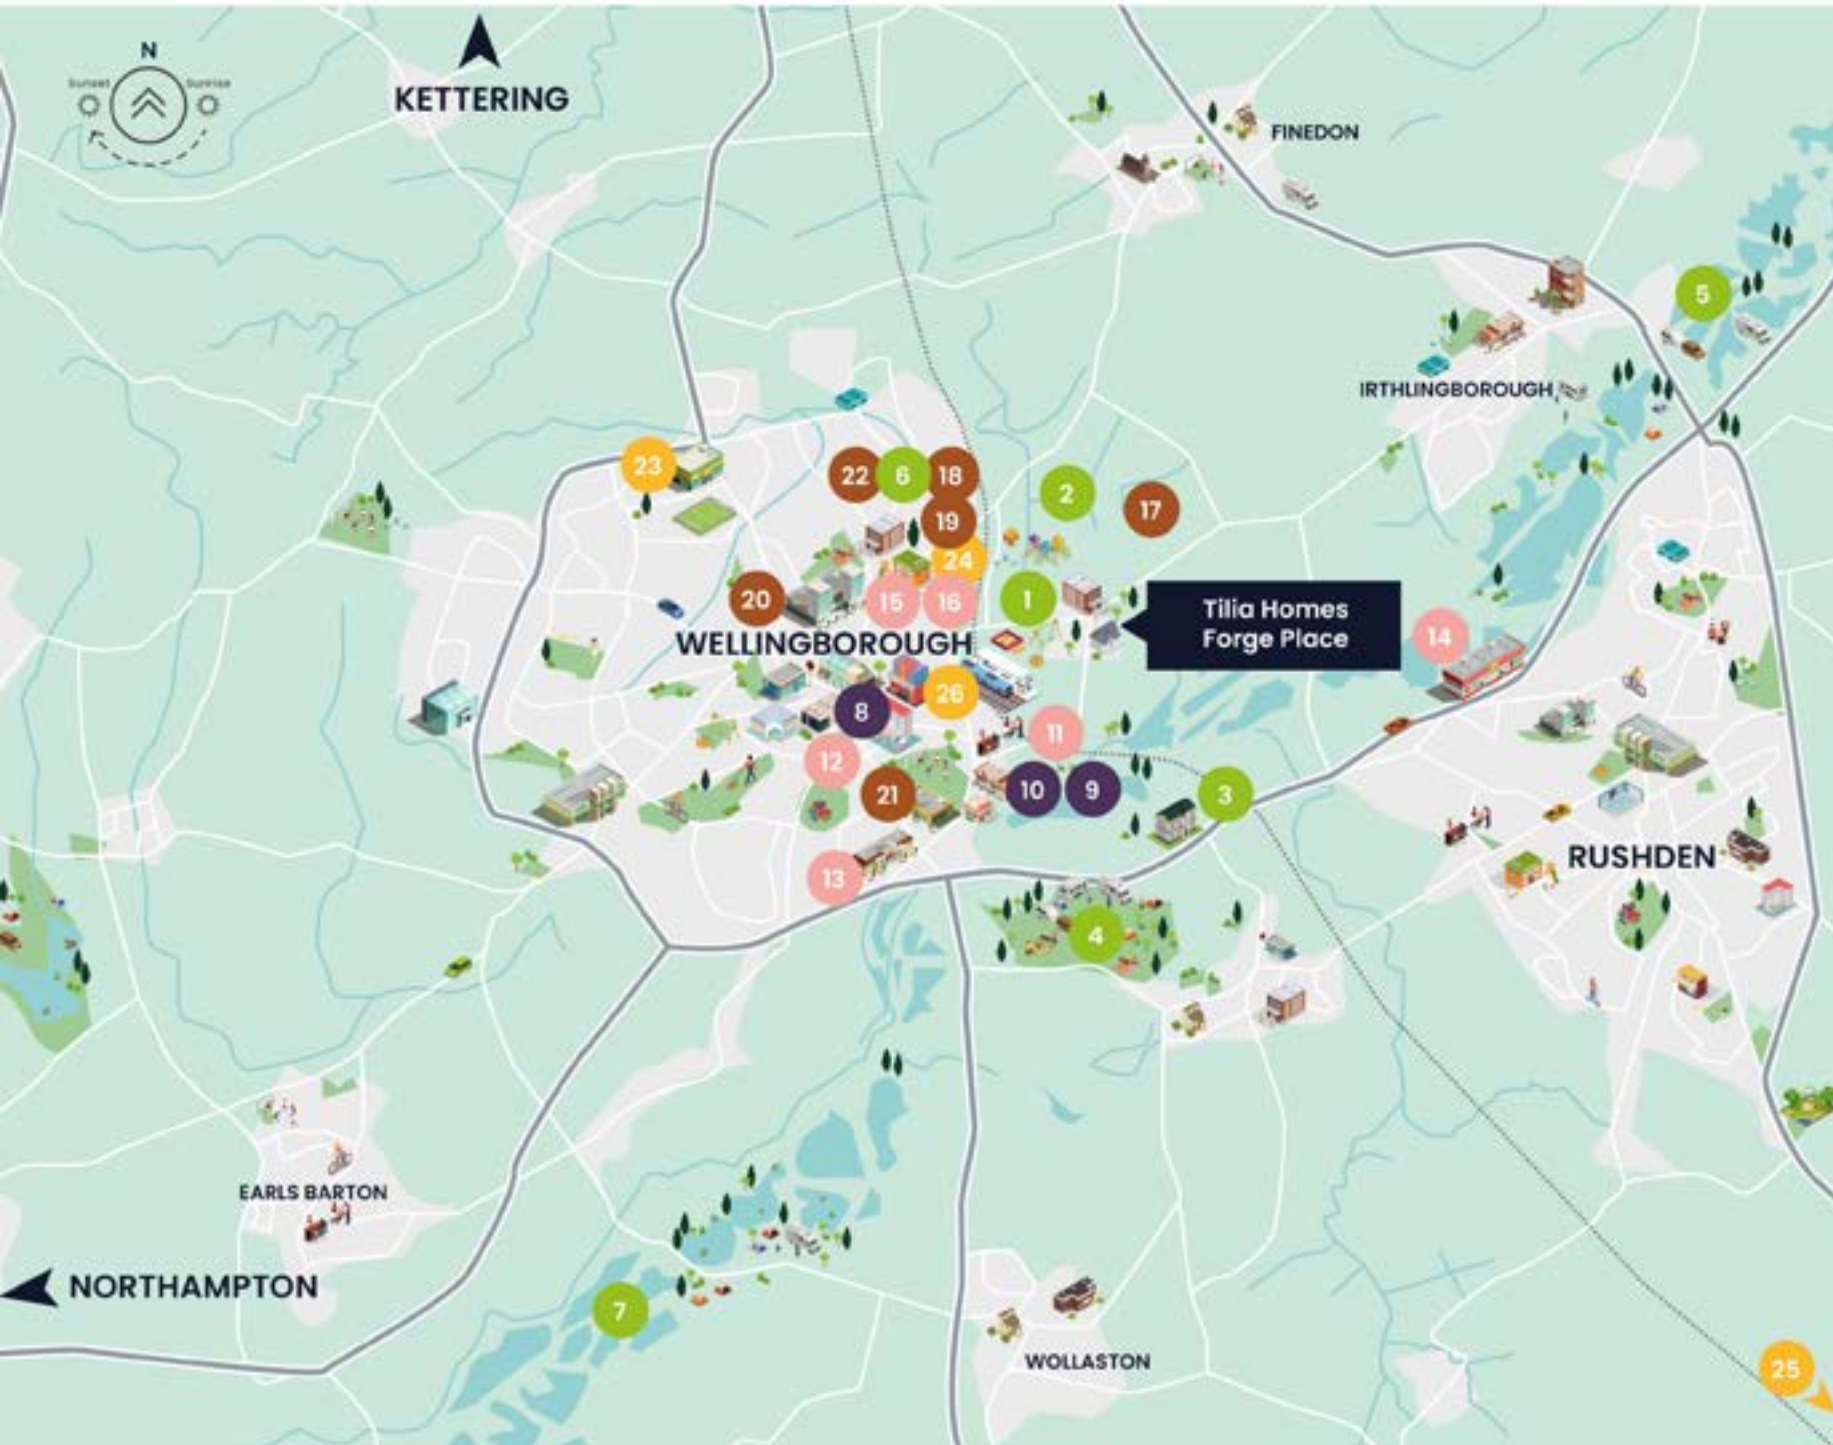 N
Sunset
Sunrise
KETTERING
FINEDON
5
IRTHLINGBOROUGH
23
22
6
18
2
17
19
24
20
15
16
1
Tilia Homes
Forge Place
14
WELLINGBOROUGH
26
8
11
12
21
10
9
3
13
RUSHDEN
4
EARLS BARTON
NORTHAMPTON
7
WOLLASTON
25